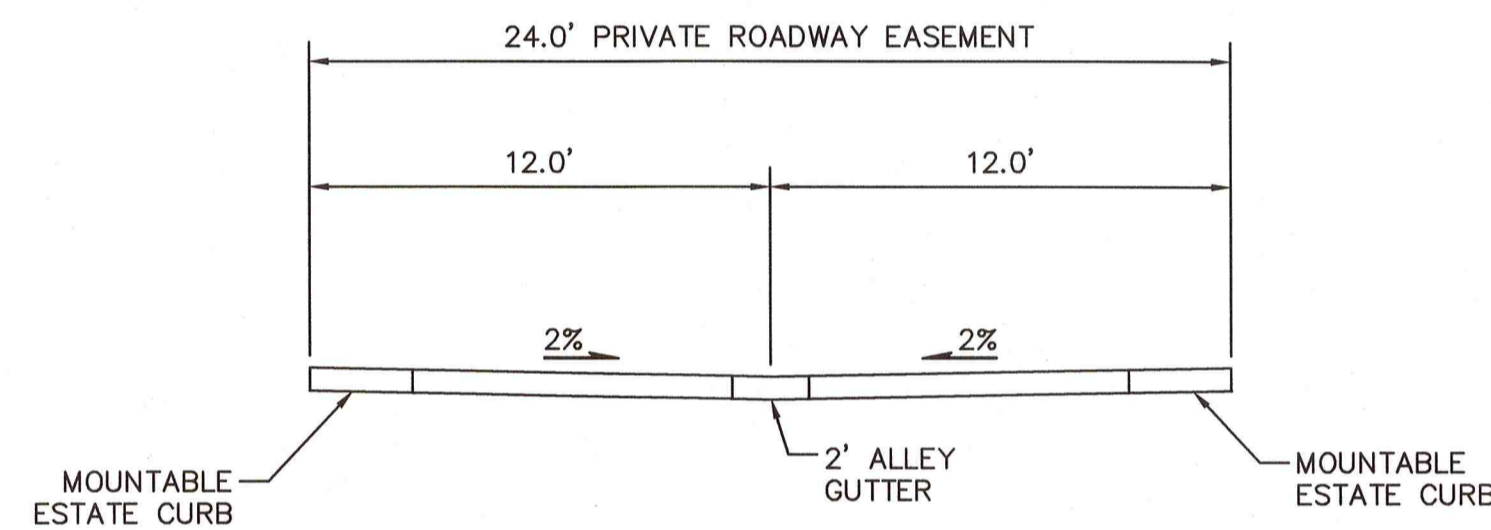 24.0' PRIVATE ROADWAY EASEMENT
12.0'
12.0'
2%
2%
MOUNTABLE
ESTATE CURB
2' ALLEY
GUTTER
MOUNTABLE
ESTATE CURB